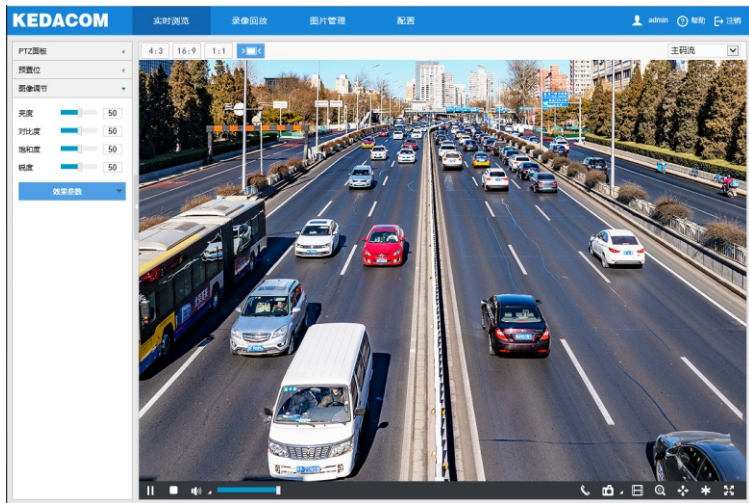 KEDACOM
实时浏览 录像回放 图片管理 配置 admin 帮助 注销
PTZ面板
4:3 16:9 1:1
主码流
预置位
图像调节
亮度 50
对比度 50
饱和度 50
锐度 50
效果参数